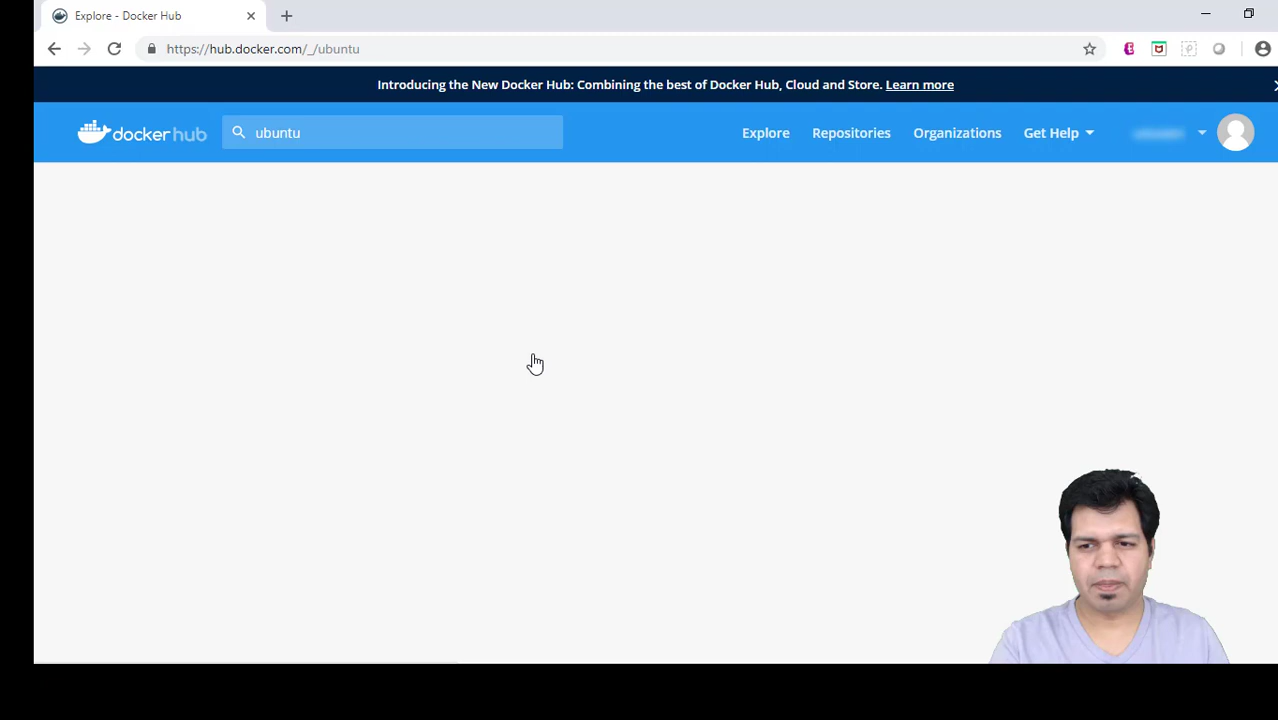 Explore - Docker Hub
https://hub.docker.com/_/ubuntu
Introducing the New Docker Hub: Combining the best of Docker Hub, Cloud and Store. Learn more
docker hub
ubuntu
Explore
Repositories
Organizations
Get Help